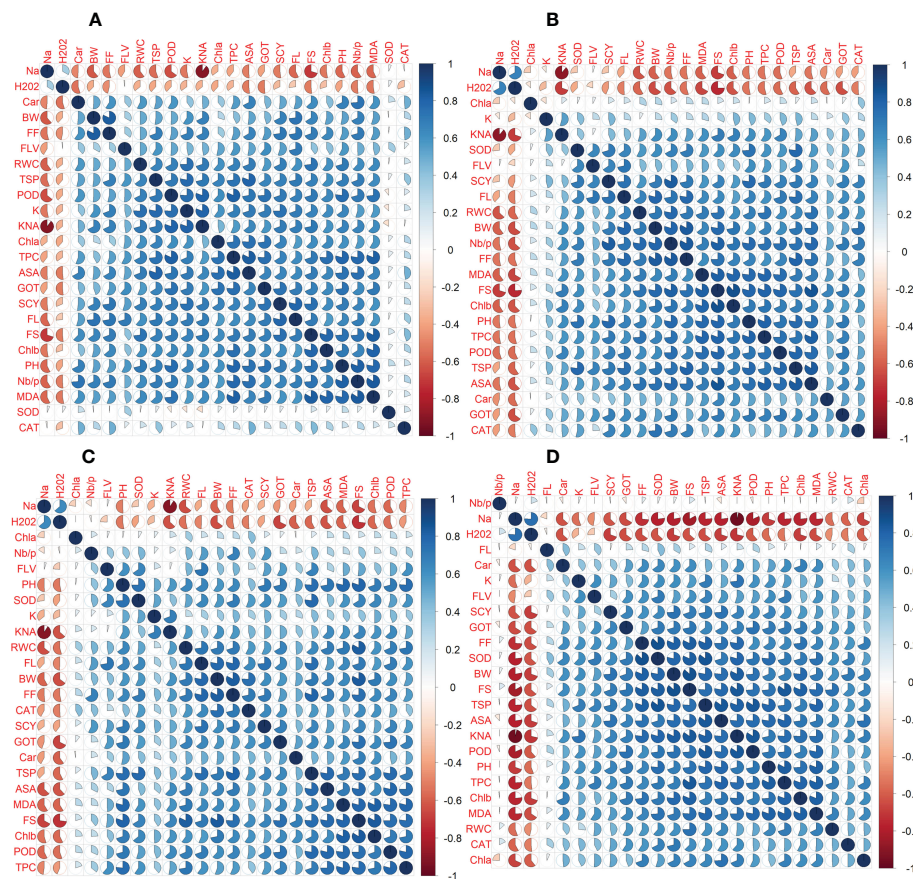 A
Na H202 Car BW FF FLV RWC TSP POD K KNA Chla TPC ASA GOT SCY FL FS Chlb PH Nb/p MDA SOD CAT
Na
H202
Car
BW
FF
FLV
RWC
TSP
POD
K
KNA
Chla
TPC
ASA
GOT
SCY
FL
FS
Chlb
PH
Nb/p
MDA
SOD
CAT
1
0.8
0.6
0.4
0.2
0
-0.2
-0.4
-0.6
-0.8
-1
B
Na H202 Chla K KNA SOD FLV SCY FL RWC BW Nb/p FF MDA FS Chlb PH TPC POD TSP ASA Car GOT CAT
Na
H202
Chla
K
KNA
SOD
FLV
SCY
FL
RWC
BW
Nb/p
FF
MDA
FS
Chlb
PH
TPC
POD
TSP
ASA
Car
GOT
CAT
1
0.8
0.6
0.4
0.2
0
-0.2
-0.4
-0.6
-0.8
-1
C
Na H202 Chla Nb/p FLV PH SOD K KNA RWC FL BW FF CAT SCY GOT Car TSP ASA MDA FS Chlb POD TPC
Na
H202
Chla
Nb/p
FLV
PH
SOD
K
KNA
RWC
FL
BW
FF
CAT
SCY
GOT
Car
TSP
ASA
MDA
FS
Chlb
POD
TPC
1
0.8
0.6
0.4
0.2
0
-0.2
-0.4
-0.6
-0.8
-1
D
Nb/p Na H202 FL Car K FLV SCY GOT FF SOD BW FS TSP ASA KNA POD PH TPC Chlb MDA RWC CAT Chla
Nb/p
Na
H202
FL
Car
K
FLV
SCY
GOT
FF
SOD
BW
FS
TSP
ASA
KNA
POD
PH
TPC
Chlb
MDA
RWC
CAT
Chla
1
0